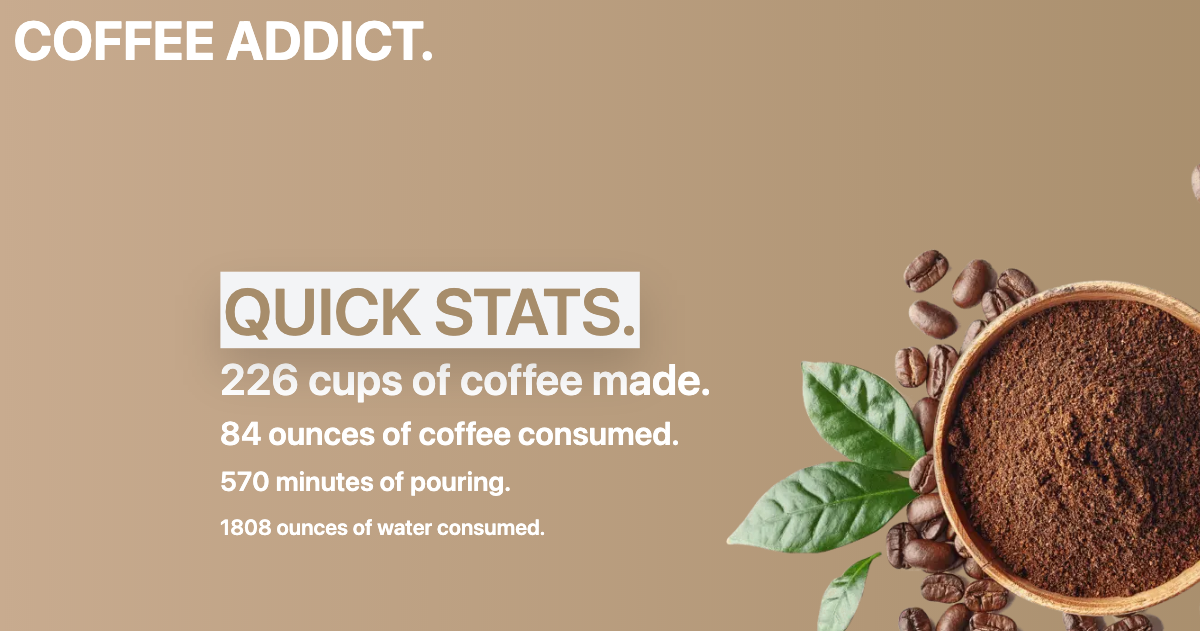 COFFEE ADDICT.
QUICK STATS.
226 cups of coffee made.
84 ounces of coffee consumed.
570 minutes of pouring.
1808 ounces of water consumed.